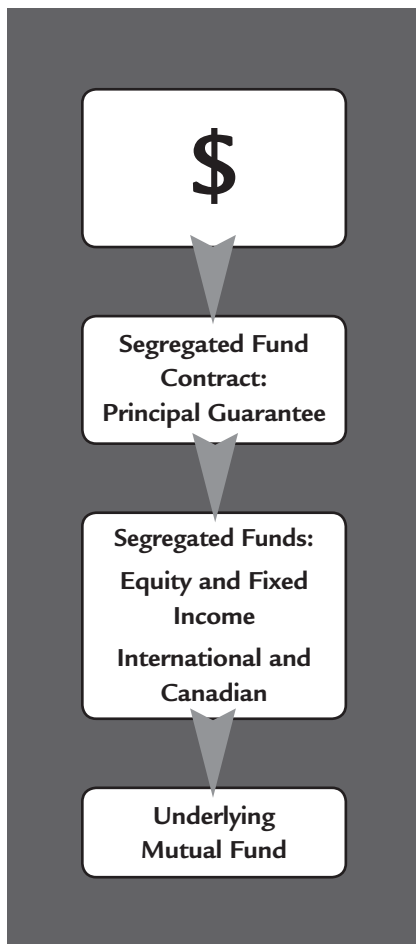 $
Segregated Fund
Contract:
Principal Guarantee
Segregated Funds:
Equity and Fixed
Income
International and
Canadian
Underlying
Mutual Fund